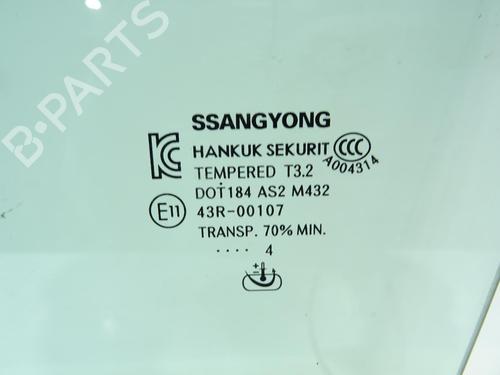 B-PARTS
SSANGYONG
KC HANKUK SEKURIT CCC
A004314
TEMPERED T3.2
DOT184 AS2 M432
E11 43R-00107
TRANSP. 70% MIN.
.... 4